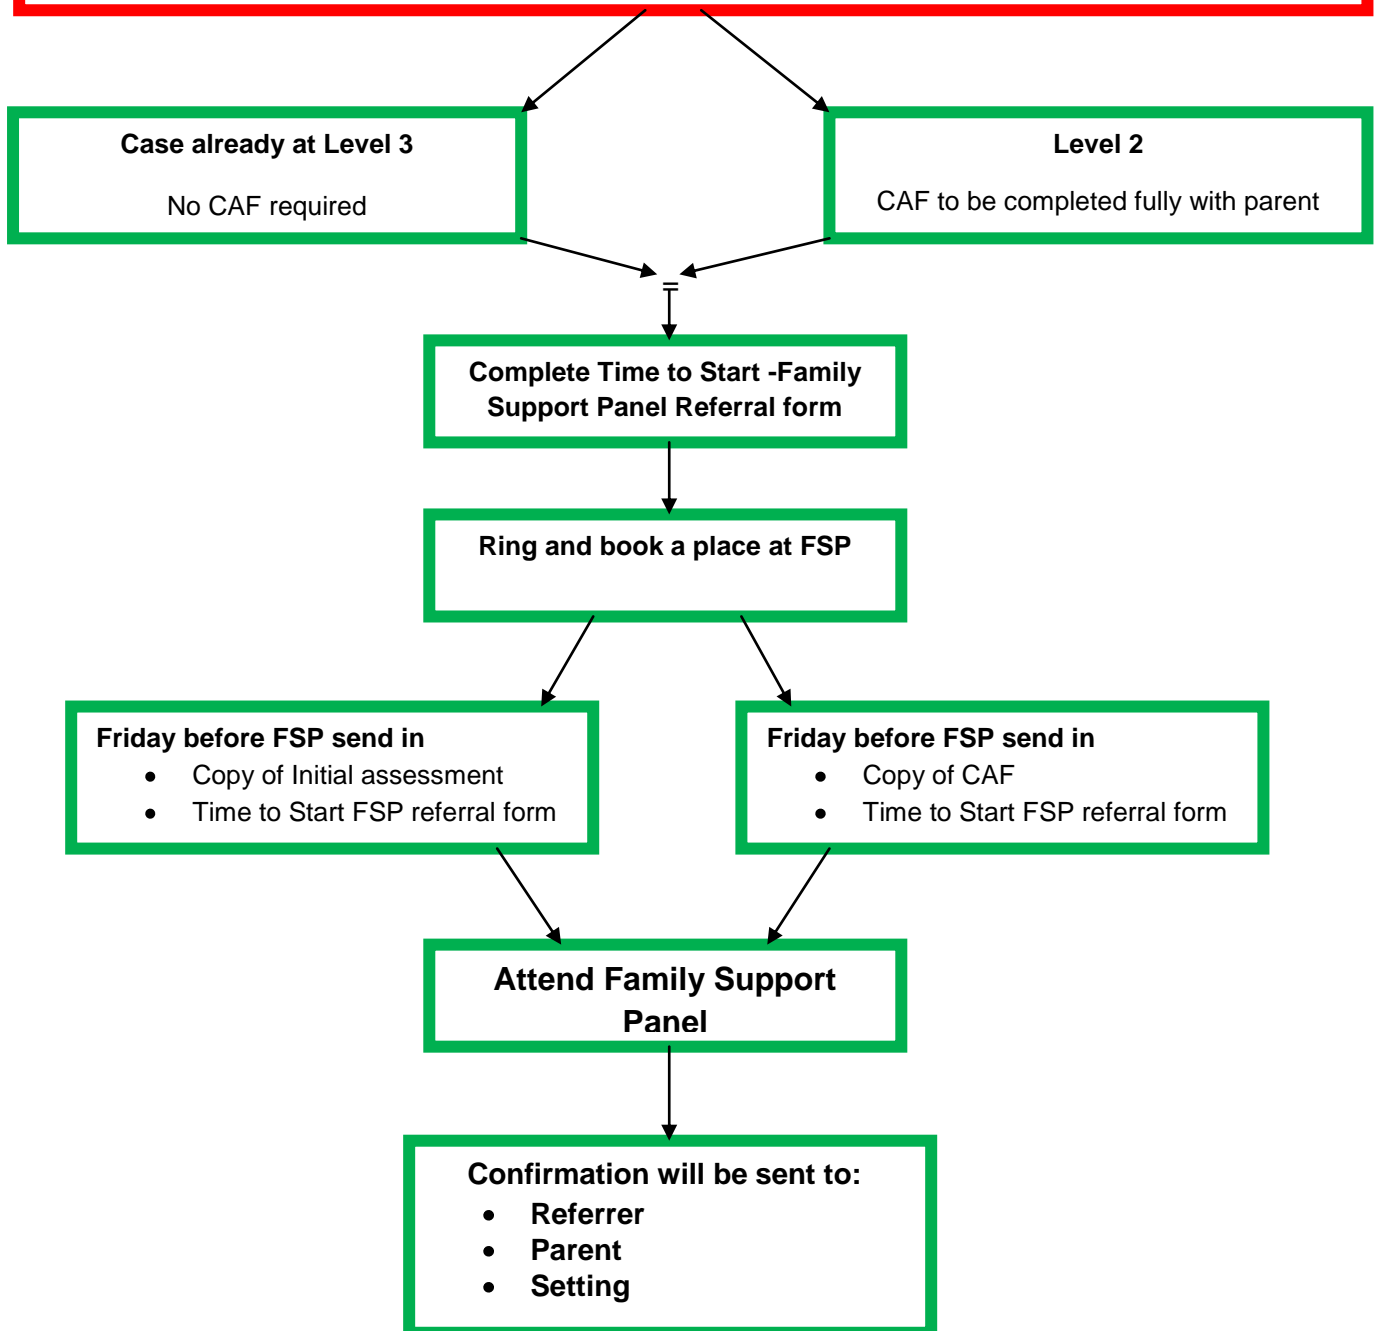 Case already at Level 3
No CAF required
Level 2
CAF to be completed fully with parent
=
Complete Time to Start -Family
Support Panel Referral form
Ring and book a place at FSP
Friday before FSP send in
• Copy of Initial assessment
• Time to Start FSP referral form
Friday before FSP send in
• Copy of CAF
• Time to Start FSP referral form
Attend Family Support
Panel
Confirmation will be sent to:
• Referrer
• Parent
• Setting